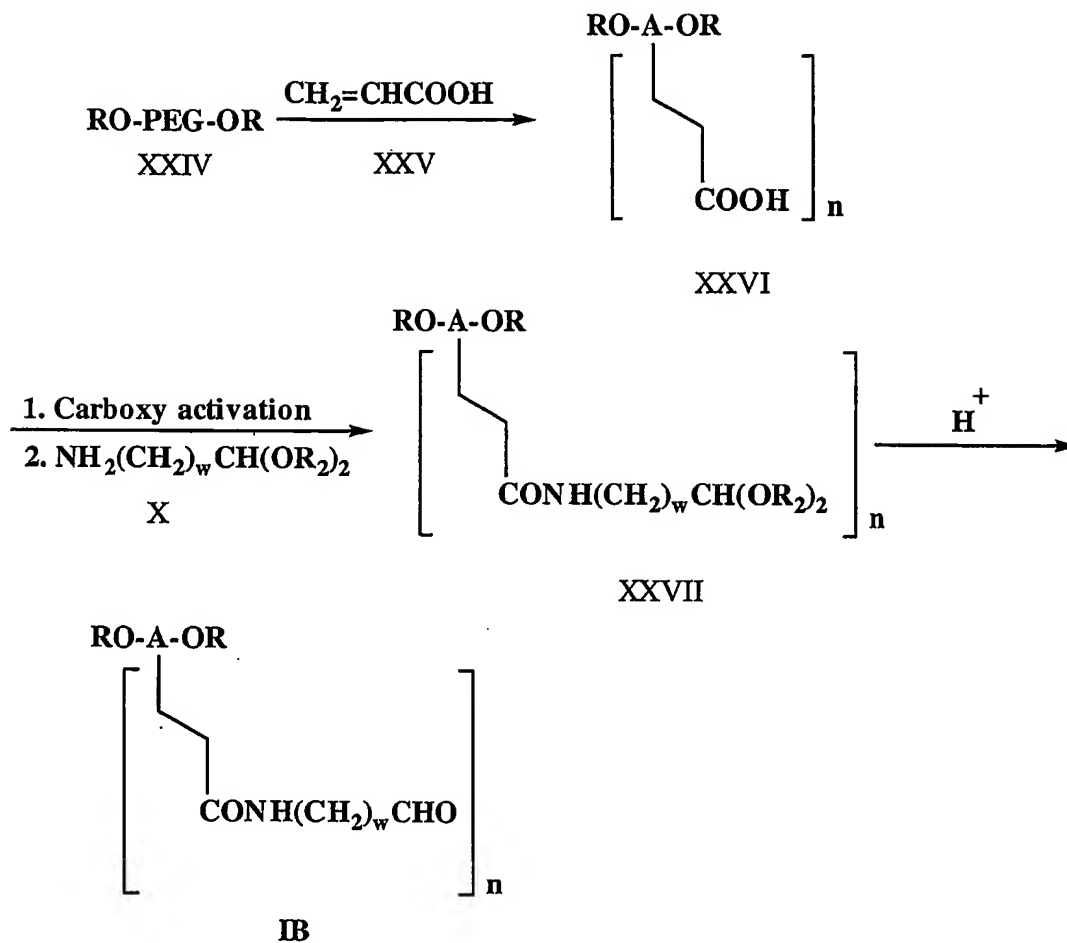 RO-PEG-OR
XXIV
CH₂=CHCOOH
XXV
RO-A-OR
COOH
n
XXVI
1. Carboxy activation
2. NH₂(CH₂)wCH(OR₂)₂
X
RO-A-OR
CONH(CH₂)wCH(OR₂)₂
n
XXVII
H⁺
RO-A-OR
CONH(CH₂)wCHO
n
IB